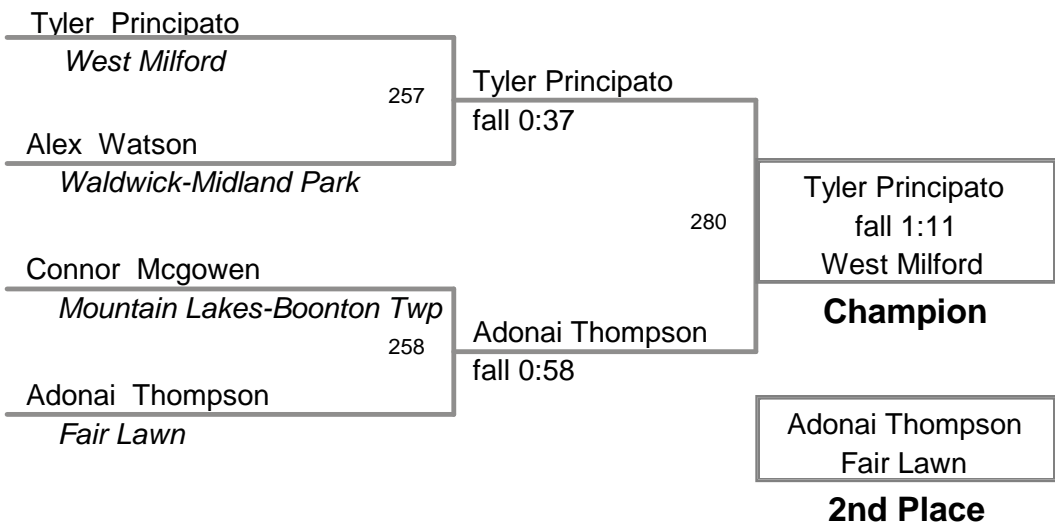 Tyler Principato
West Milford
257
Tyler Principato
fall 0:37
Alex Watson
Waldwick-Midland Park
280
Tyler Principato
fall 1:11
West Milford
Champion
Connor Mcgowen
Mountain Lakes-Boonton Twp
258
Adonai Thompson
fall 0:58
Adonai Thompson
Fair Lawn
Adonai Thompson
Fair Lawn
2nd Place